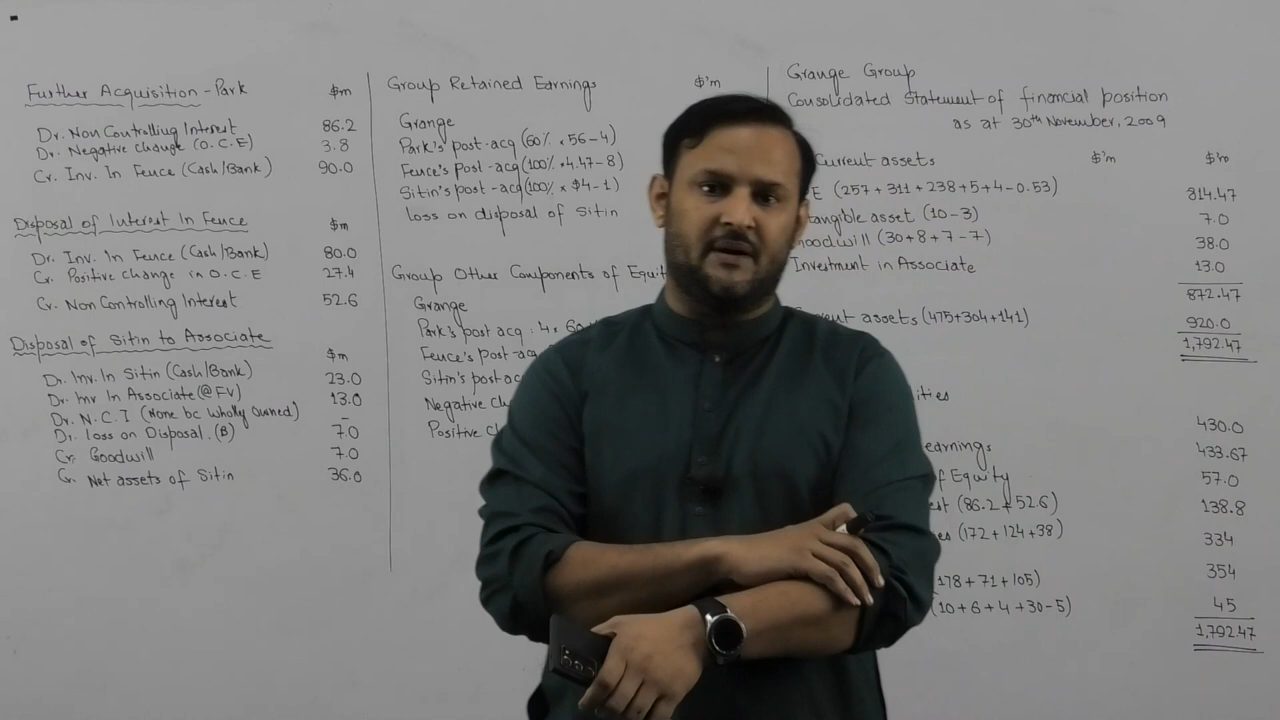 Further Acquisition - Park $m
Dr. Non Controlling Interest 86.2
Dr. Negative change (O.C.E) 3.8
Cr. Inv. In Fence (Cash/Bank) 90.0
Disposal of Interest In Fence $m
Dr. Inv. In Fence (Cash/Bank) 80.0
Cr. Positive change in O.C.E 27.4
Cr. Non Controlling Interest 52.6
Disposal of Sitin to Associate
$m
Dr. Inv. In Sitin (Cash/Bank) 23.0
Dr. Inv In Associate (@FV) 13.0
Dr. N.C.I (None bc wholly owned) -
Dr. loss on Disposal. (B) 7.0
Cr. Goodwill 7.0
Cr. Net assets of Sitin 36.0
Group Retained Earnings $'m
Grange
Park's post-acq (60% × 56-4)
Fence's post-acq (100% × 4.47-8)
Sitin's post-acq (100% × $4-1)
loss on disposal of Sitin
Group Other Components of Equit
Grange
Park's post acq: 4 × 60
Fence's post-acq
Sitin's post ac
Negative ch
Positive c
Grange Group
Consolidated Statement of financial position
as at 30th November, 2009
Current assets $'m $'m
E (257+311+238+5+4-0.53) 814.47
tangible asset (10-3) 7.0
oodwill (30+8+7-7) 38.0
Investment in Associate 13.0
872.47
ent assets (475+304+141) 920.0
1,792.47
ities
430.0
earnings 433.67
f Equity 57.0
est (86.2+52.6) 138.8
es (172+124+38) 334
178+71+105) 354
(10+6+4+30-5) 45
1,792.47